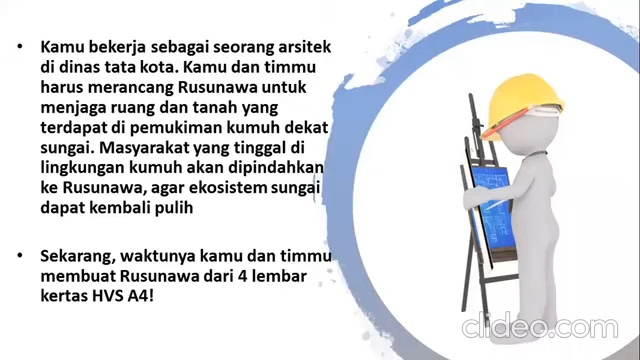 • Kamu bekerja sebagai seorang arsitek
di dinas tata kota. Kamu dan timmu
harus merancang Rusunawa untuk
menjaga ruang dan tanah yang
terdapat di pemukiman kumuh dekat
sungai. Masyarakat yang tinggal di
lingkungan kumuh akan dipindahkan
ke Rusunawa, agar ekosistem sungai
dapat kembali pulih
• Sekarang, waktunya kamu dan timmu
membuat Rusunawa dari 4 lembar
kertas HVS A4!
clideo.com